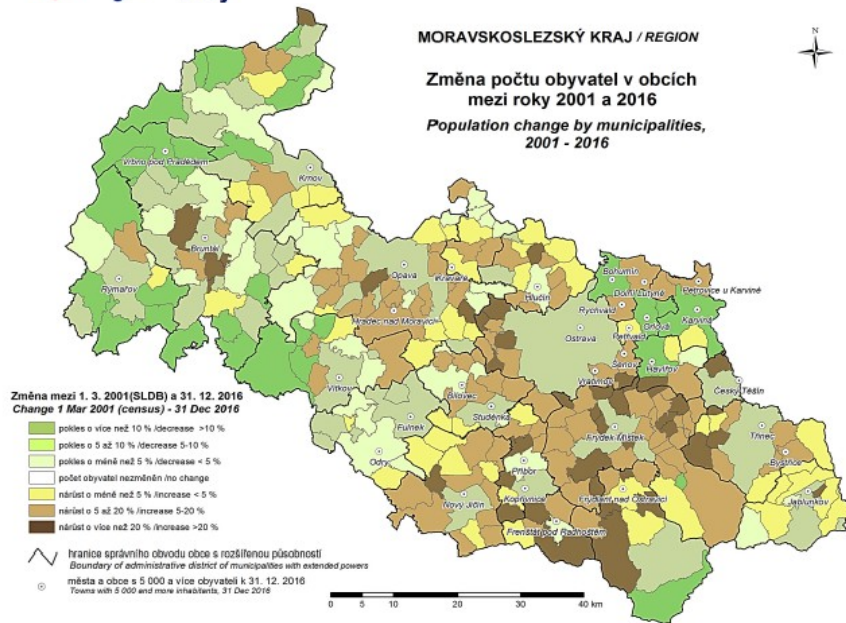 MORAVSKOSLEZSKÝ KRAJ / REGION
N
Změna počtu obyvatel v obcích
mezi roky 2001 a 2016
Population change by municipalities,
2001 - 2016
Vrbno pod Pradědem
Krnov
Bruntál
Rýmařov
Opava
Kravaře
Hlučín
Hradec nad Moravicí
Bohumín
Dolní Lutyně
Petrovice u Karviné
Rychvald
Orlová
Karviná
Ostrava
Petřvald
Šenov
Havířov
Vratimov
Český Těšín
Vítkov
Bílovec
Studénka
Fulnek
Frýdek Místek
Třinec
Bystřice
Odry
Příbor
Nový Jičín
Kopřivnice
Frýdlant nad Ostravicí
Jablunkov
Frenštát pod Radhoštěm
Změna mezi 1. 3. 2001(SLDB) a 31. 12. 2016
Change 1 Mar 2001 (census) - 31 Dec 2016
pokles o více než 10 % /decrease >10 %
pokles o 5 až 10 % /decrease 5-10 %
pokles o méně než 5 % /decrease < 5 %
počet obyvatel nezměněn /no change
nárůst o méně než 5 % /increase < 5 %
nárůst o 5 až 20 % /increase 5-20 %
nárůst o více než 20 % /increase >20 %
hranice správního obvodu obce s rozšířenou působností
Boundary of administrative district of municipalities with extended powers
města a obce s 5 000 a více obyvateli k 31. 12. 2016
Towns with 5 000 and more inhabitants, 31 Dec 2016
0 5 10 20 30 40 km